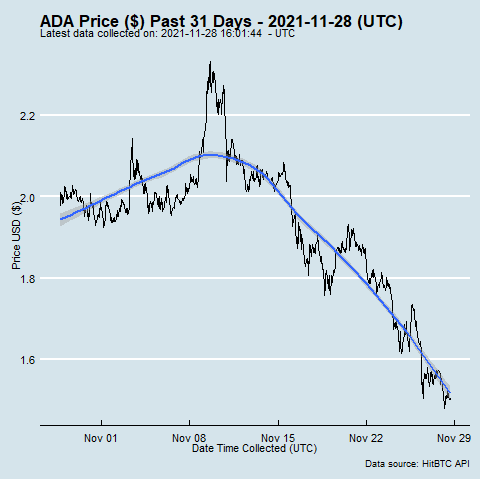 ADA Price ($) Past 31 Days - 2021-11-28 (UTC)
Latest data collected on: 2021-11-28 16:01:44 - UTC
2.2
2.0
1.8
1.6
Price USD ($)
Nov 01
Nov 08
Nov 15
Nov 22
Nov 29
Date Time Collected (UTC)
Data source: HitBTC API